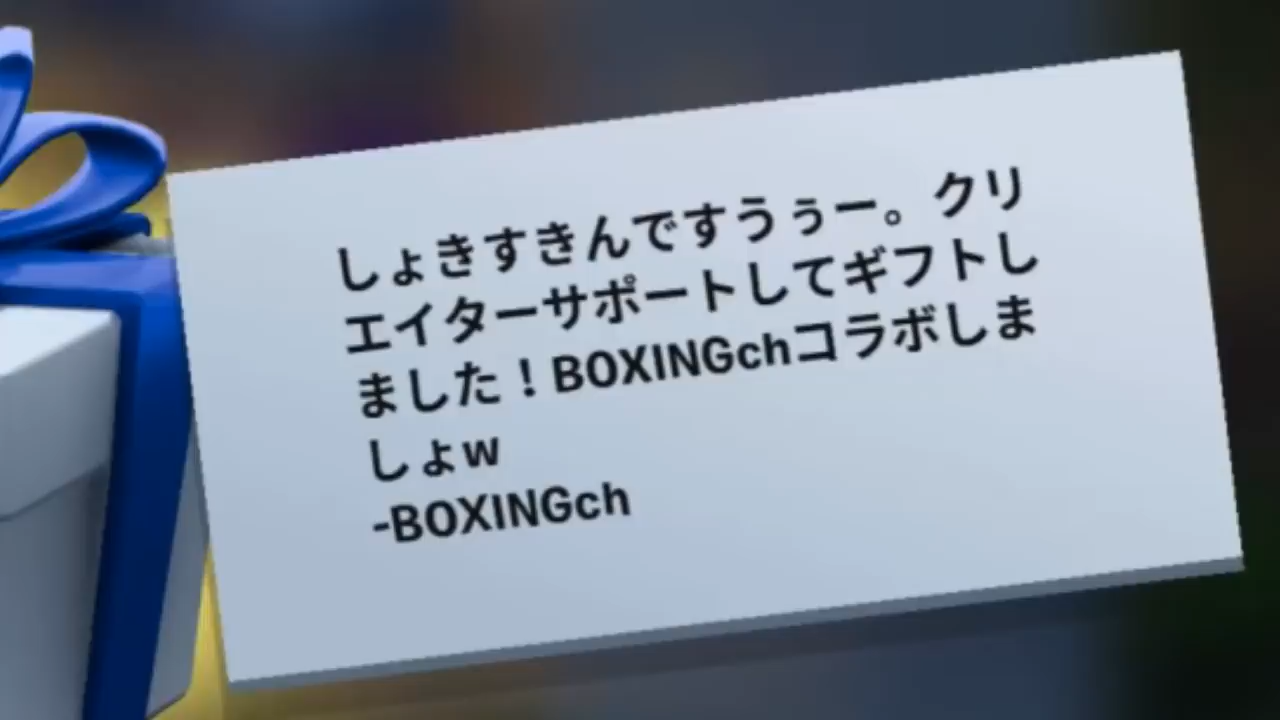 しょきすきんですうぅー。クリ
エイターサポートしてギフトし
ました！BOXINGchコラボしま
しょw
-BOXINGch